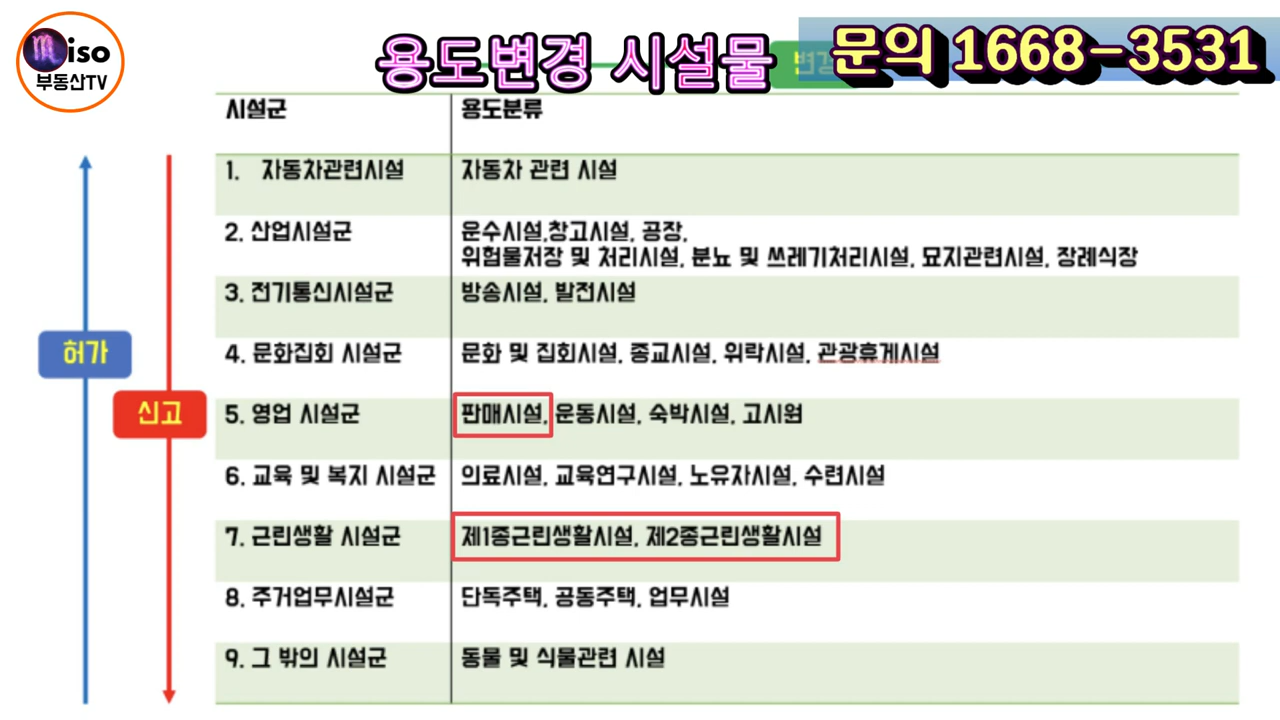 Miso
부동산TV
용도변경 시설물
변경
문의 1668-3531
시설군
용도분류
1. 자동차관련시설
자동차 관련 시설
2. 산업시설군
운수시설,창고시설, 공장,
위험물저장 및 처리시설, 분뇨 및 쓰레기처리시설, 묘지관련시설, 장례식장
3. 전기통신시설군
방송시설, 발전시설
허가
4. 문화집회 시설군
문화 및 집회시설, 종교시설, 위락시설, 관광휴게시설
신고
5. 영업 시설군
판매시설, 운동시설, 숙박시설, 고시원
6. 교육 및 복지 시설군
의료시설, 교육연구시설, 노유자시설, 수련시설
7. 근린생활 시설군
제1종근린생활시설, 제2종근린생활시설
8. 주거업무시설군
단독주택, 공동주택, 업무시설
9. 그 밖의 시설군
동물 및 식물관련 시설